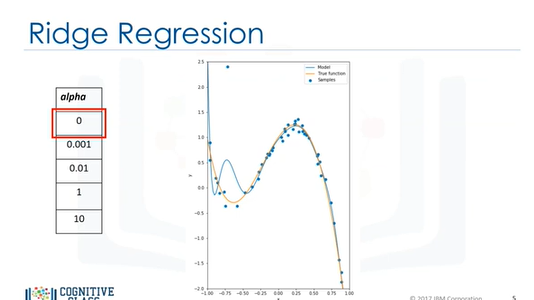 Ridge Regression
alpha
0
0.001
0.01
1
10
Model
True function
Samples
2.5
2.0
1.5
1.0
0.5
0.0
−0.5
−1.0
−1.5
−2.0
y
−1.00 −0.75 −0.50 −0.25 0.00 0.25 0.50 0.75 1.00
COGNITIVE
CLASS
© 2017 IBM Corporation
5